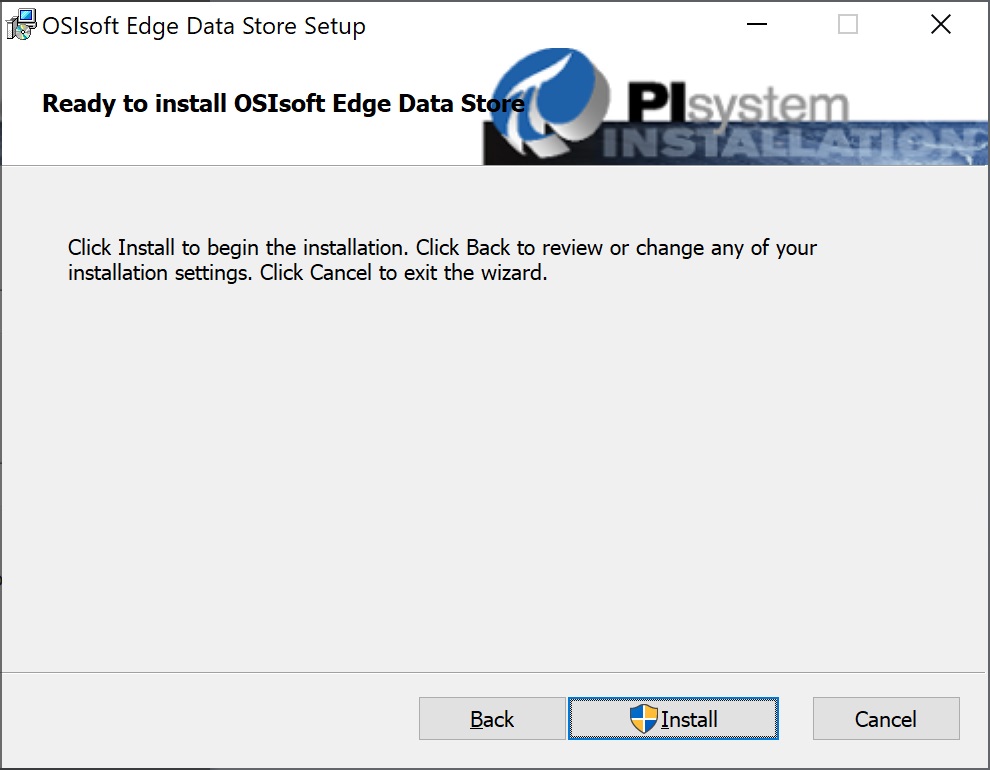 OSIsoft Edge Data Store Setup
Ready to install OSIsoft Edge Data Store
PIsystem
INSTALLATION
Click Install to begin the installation. Click Back to review or change any of your
installation settings. Click Cancel to exit the wizard.
Back Install Cancel